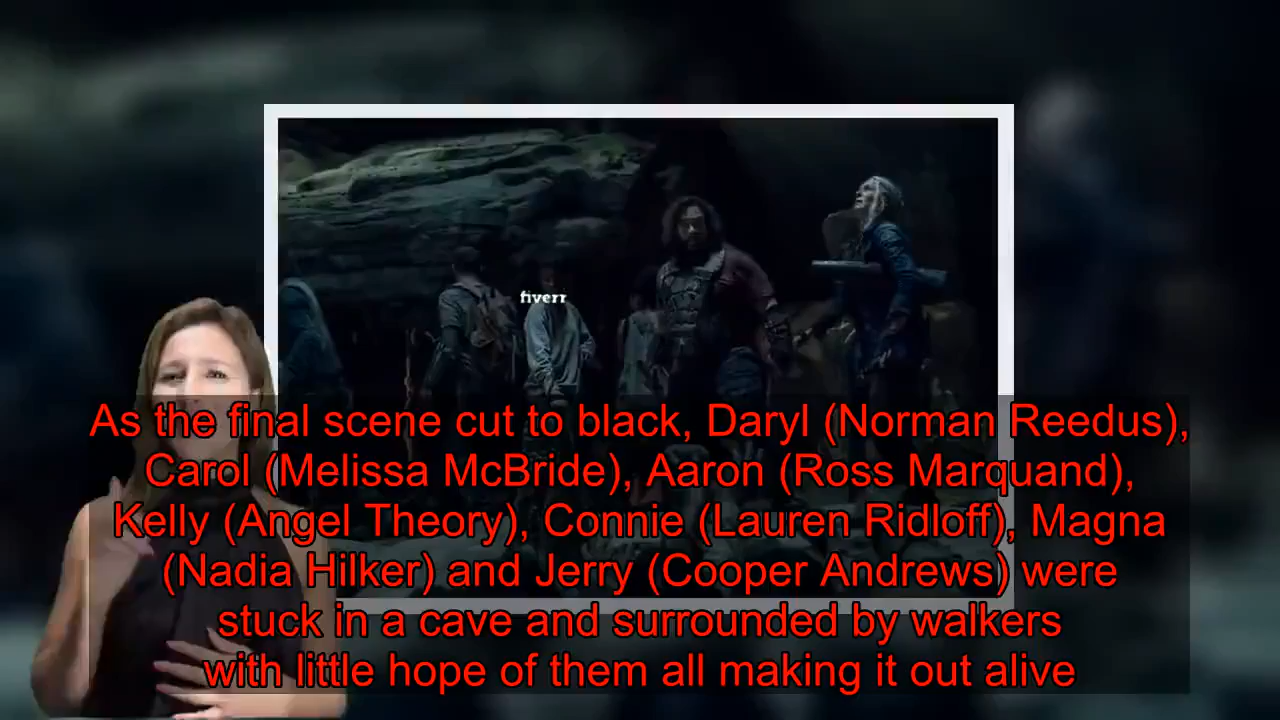 fiverr
As the final scene cut to black, Daryl (Norman Reedus),
Carol (Melissa McBride), Aaron (Ross Marquand),
Kelly (Angel Theory), Connie (Lauren Ridloff), Magna
(Nadia Hilker) and Jerry (Cooper Andrews) were
stuck in a cave and surrounded by walkers
with little hope of them all making it out alive